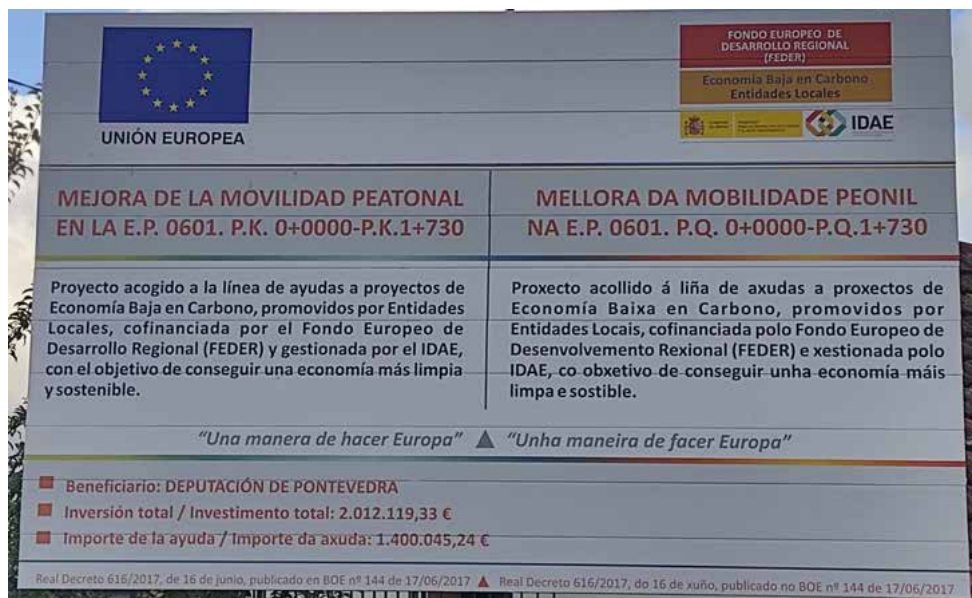 UNIÓN EUROPEA
FONDO EUROPEO DE
DESARROLLO REGIONAL
(FEDER)
Economía Baja en Carbono
Entidades Locales
IDAE
MEJORA DE LA MOVILIDAD PEATONAL
EN LA E.P. 0601. P.K. 0+0000-P.K.1+730
Proyecto acogido a la línea de ayudas a proyectos de
Economía Baja en Carbono, promovidos por Entidades
Locales, cofinanciada por el Fondo Europeo de
Desarrollo Regional (FEDER) y gestionada por el IDAE,
con el objetivo de conseguir una economía más limpia
y sostenible.
MELLORA DA MOBILIDADE PEONIL
NA E.P. 0601. P.Q. 0+0000-P.Q.1+730
Proxecto acollido á liña de axudas a proxectos de
Economía Baixa en Carbono, promovidos por
Entidades Locais, cofinanciada polo Fondo Europeo de
Desenvolvemento Rexional (FEDER) e xestionada polo
IDAE, co obxetivo de conseguir unha economía máis
limpa e sostible.
"Una manera de hacer Europa" "Unha maneira de facer Europa"
Beneficiario: DEPUTACIÓN DE PONTEVEDRA
Inversión total / Investimento total: 2.012.119,33 €
Importe de la ayuda / Importe da axuda: 1.400.045,24 €
Real Decreto 616/2017, de 16 de junio, publicado en BOE nº 144 de 17/06/2017 Real Decreto 616/2017, do 16 de xuño, publicado no BOE nº 144 de 17/06/2017